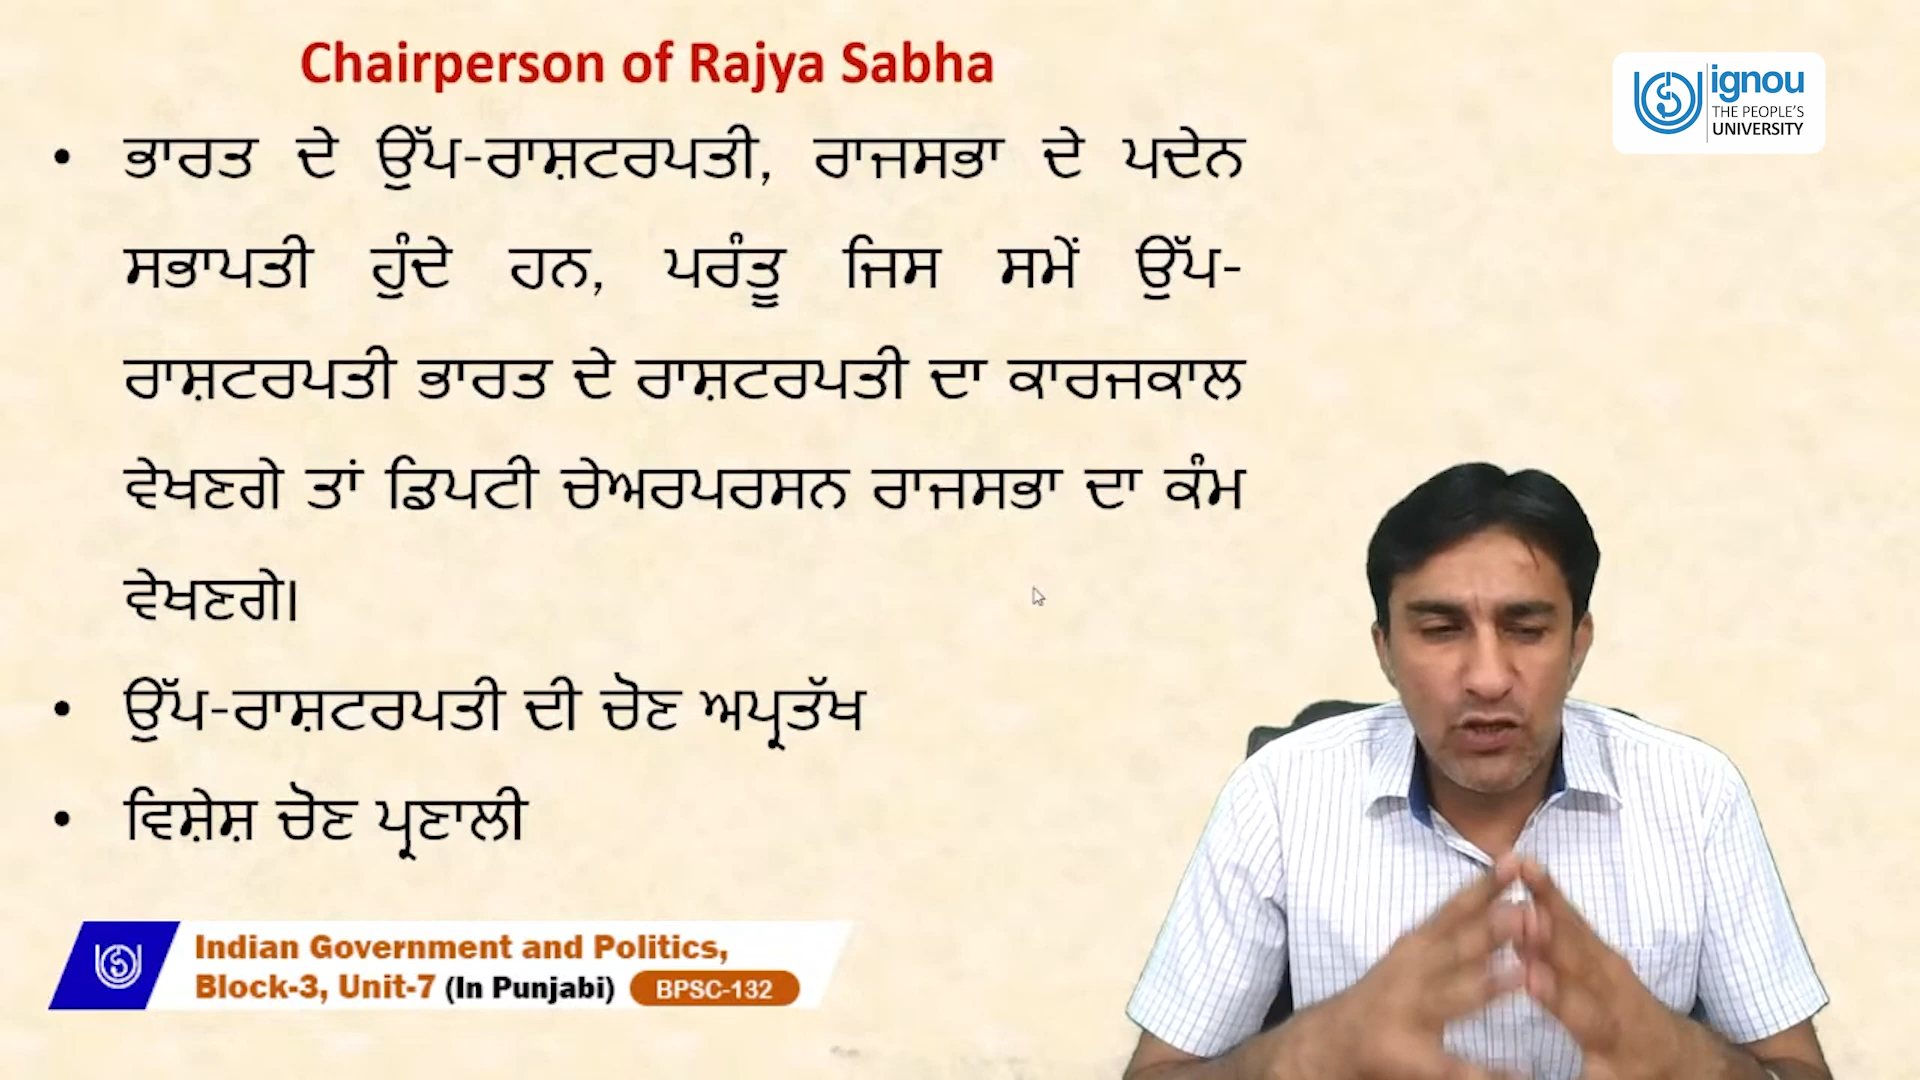 Chairperson of Rajya Sabha
ignou
THE PEOPLE'S
UNIVERSITY
• ਭਾਰਤ ਦੇ ਉੱਪ-ਰਾਸ਼ਟਰਪਤੀ, ਰਾਜਸਭਾ ਦੇ ਪਦੇਨ
ਸਭਾਪਤੀ ਹੁੰਦੇ ਹਨ, ਪਰੰਤੂ ਜਿਸ ਸਮੇਂ ਉੱਪ-
ਰਾਸ਼ਟਰਪਤੀ ਭਾਰਤ ਦੇ ਰਾਸ਼ਟਰਪਤੀ ਦਾ ਕਾਰਜਕਾਲ
ਵੇਖਣਗੇ ਤਾਂ ਡਿਪਟੀ ਚੇਅਰਪਰਸਨ ਰਾਜਸਭਾ ਦਾ ਕੰਮ
ਵੇਖਣਗੇ।
• ਉੱਪ-ਰਾਸ਼ਟਰਪਤੀ ਦੀ ਚੋਣ ਅਪ੍ਰਤੱਖ
• ਵਿਸ਼ੇਸ਼ ਚੋਣ ਪ੍ਰਣਾਲੀ
Indian Government and Politics,
Block-3, Unit-7 (In Punjabi) BPSC-132